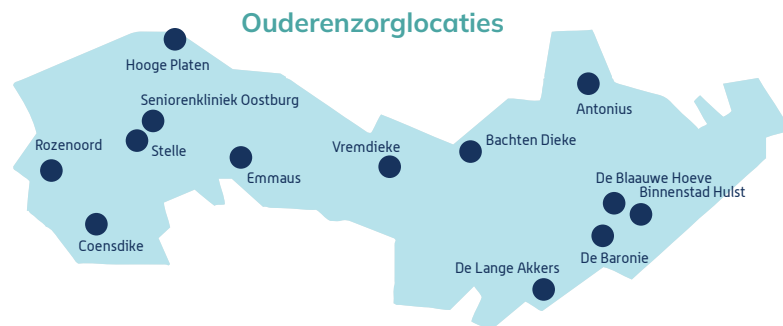 Ouderenzorglocaties
Hooge Platen
Seniorenkliniek Oostburg
Antonius
Rozenoord
Stelle
Vremdieke
Bachten Dieke
Emmaus
De Blaauwe Hoeve
Binnenstad Hulst
Coensdike
De Baronie
De Lange Akkers